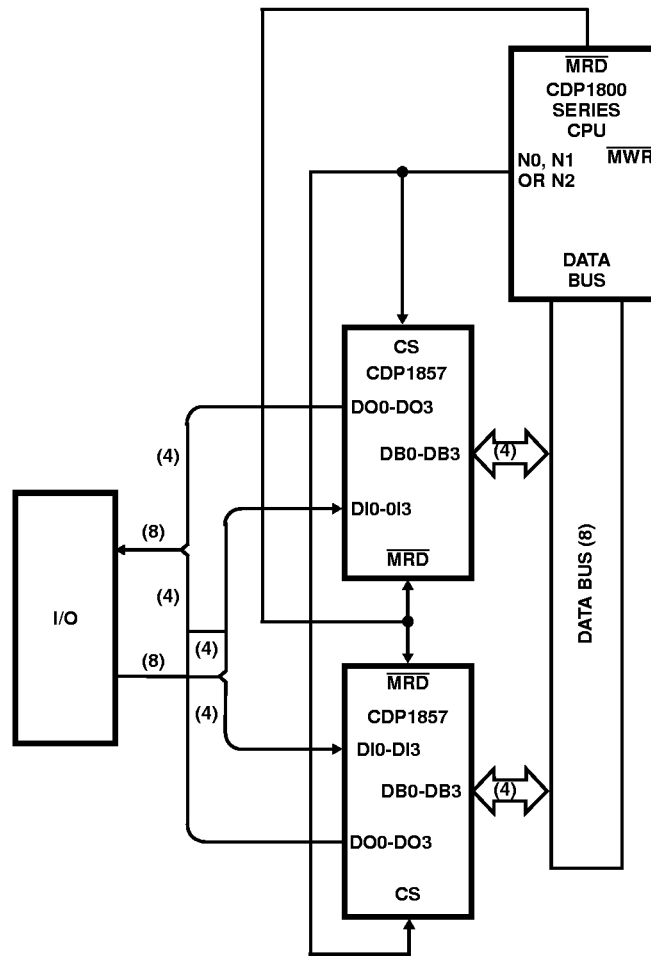 MRD
CDP1800
SERIES
CPU
N0, N1
OR N2
MWR
DATA
BUS
CS
CDP1857
DO0-DO3
DB0-DB3
(4)
DI0-0I3
MRD
(4)
(8)
(4)
I/O
(4)
(8)
(4)
DATA BUS (8)
MRD
CDP1857
DI0-DI3
DB0-DB3
(4)
DO0-DO3
CS